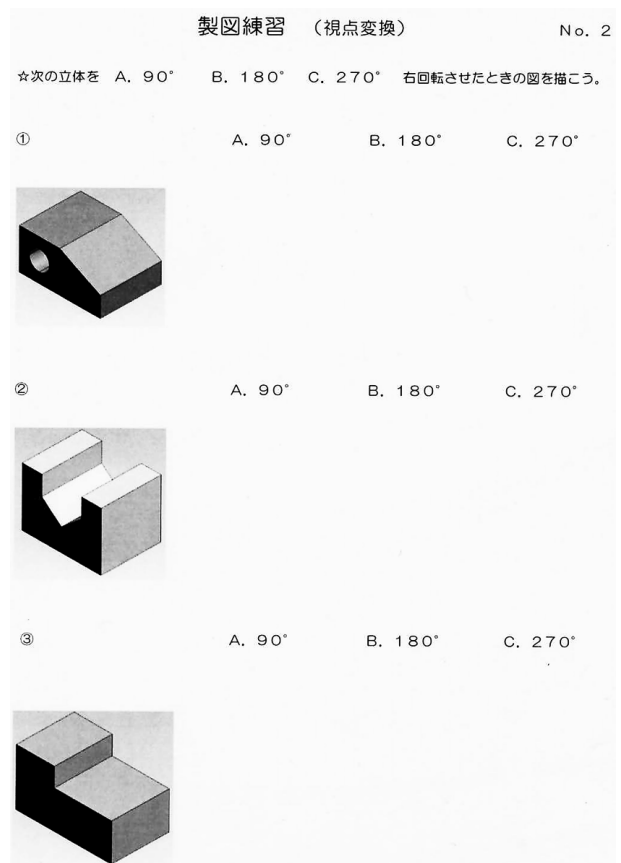 製図練習 （視点変換） No. 2
☆次の立体を A. 90° B. 180° C. 270° 右回転させたときの図を描こう。
① A. 90° B. 180° C. 270°
② A. 90° B. 180° C. 270°
③ A. 90° B. 180° C. 270°